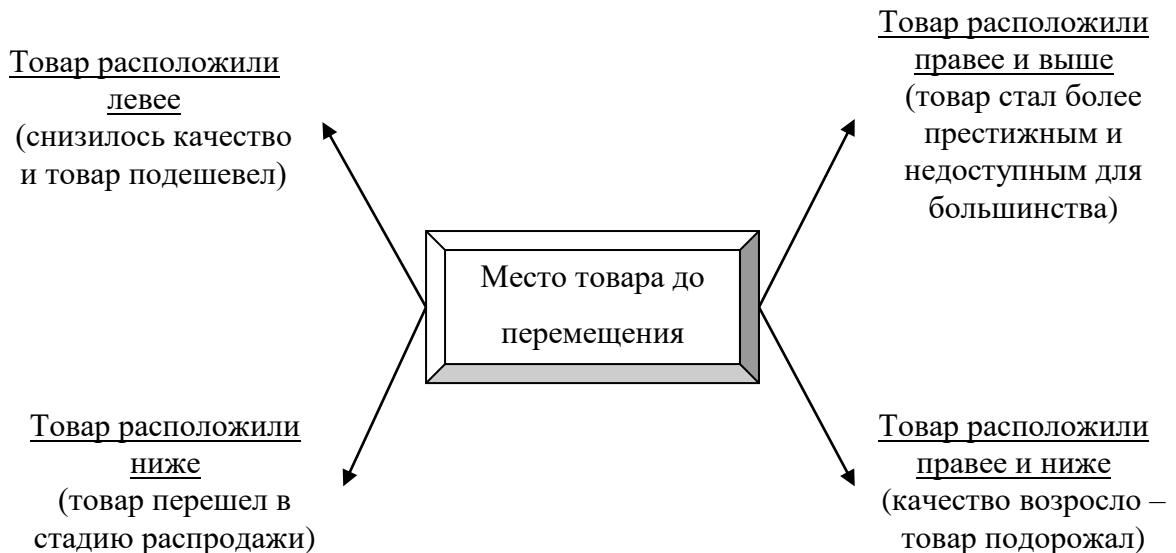 Товар расположили
левее
(снизилось качество
и товар подешевел)
Товар расположили
правее и выше
(товар стал более
престижным и
недоступным для
большинства)
Место товара до
перемещения
Товар расположили
ниже
(товар перешел в
стадию распродажи)
Товар расположили
правее и ниже
(качество возросло –
товар подорожал)